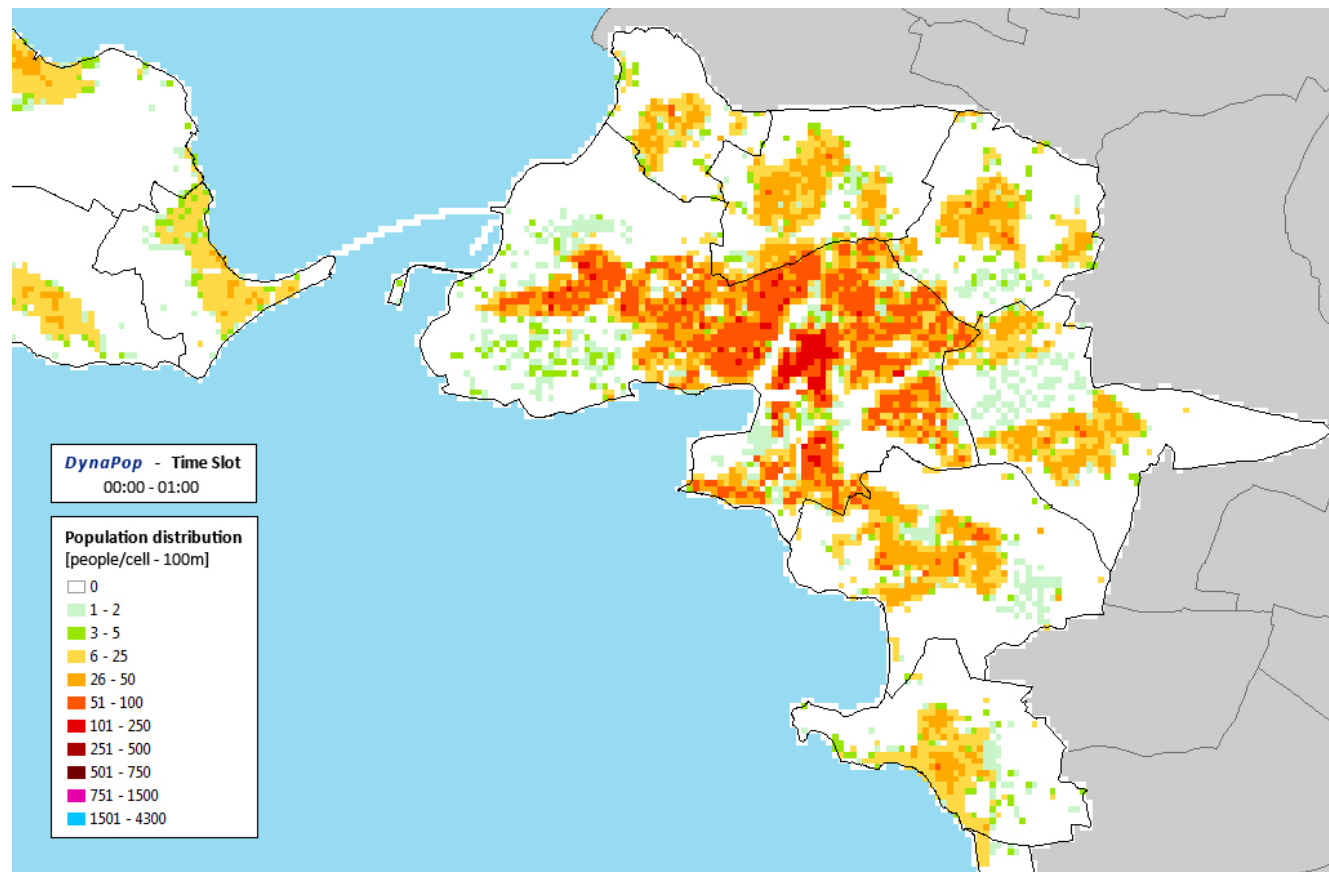 DynaPop - Time Slot
00:00 - 01:00
Population distribution
[people/cell - 100m]
0
1 - 2
3 - 5
6 - 25
26 - 50
51 - 100
101 - 250
251 - 500
501 - 750
751 - 1500
1501 - 4300